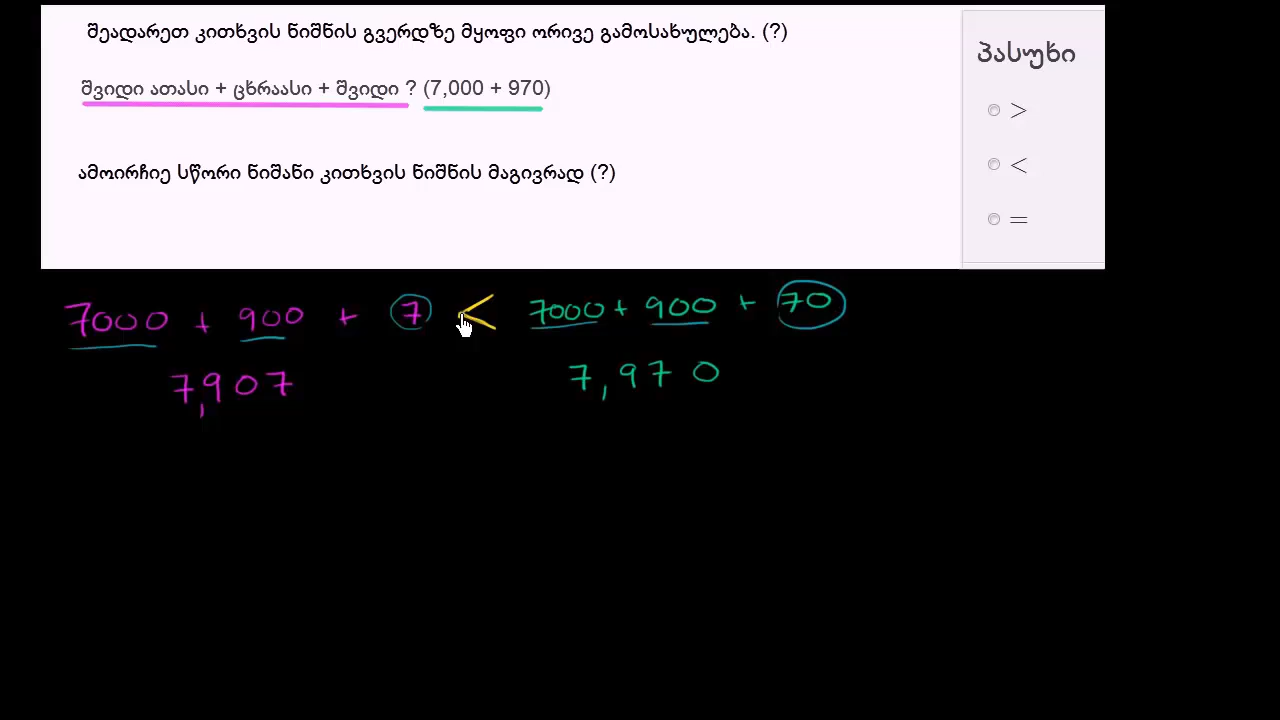 შეადარეთ კითხვის ნიშნის გვერდზე მყოფი ორივე გამოსახულება. (?)
შვიდი ათასი + ცხრაასი + შვიდი ? (7,000 + 970)
ამოირჩიე სწორი ნიშანი კითხვის ნიშნის მაგივრად (?)
პასუხი
>
<
=
7000 + 900 + 7 < 7000 + 900 + 70
7,907 7,970